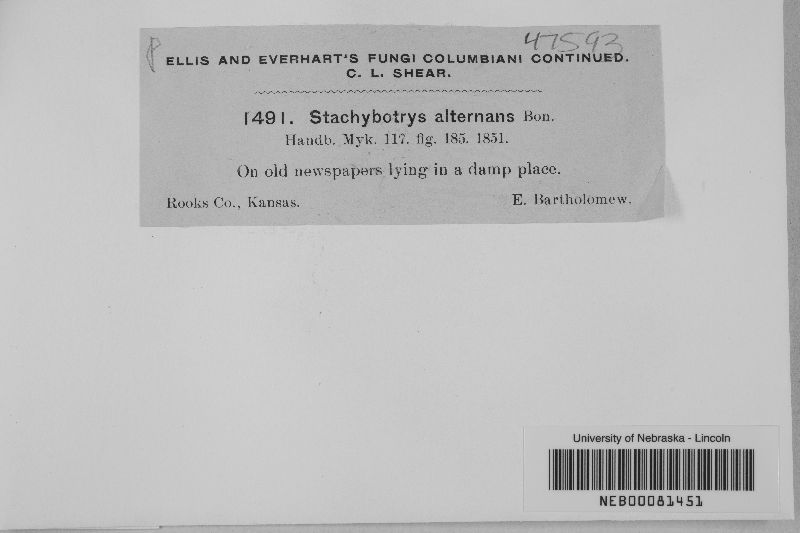 47593
P
ELLIS AND EVERHART'S FUNGI COLUMBIANI CONTINUED.
C. L. SHEAR.
1491. Stachybotrys alternans Bon.
Handb. Myk. 117. fig. 185. 1851.
On old newspapers lying in a damp place.
Rooks Co., Kansas. E. Bartholomew.
University of Nebraska - Lincoln
NEB00081451